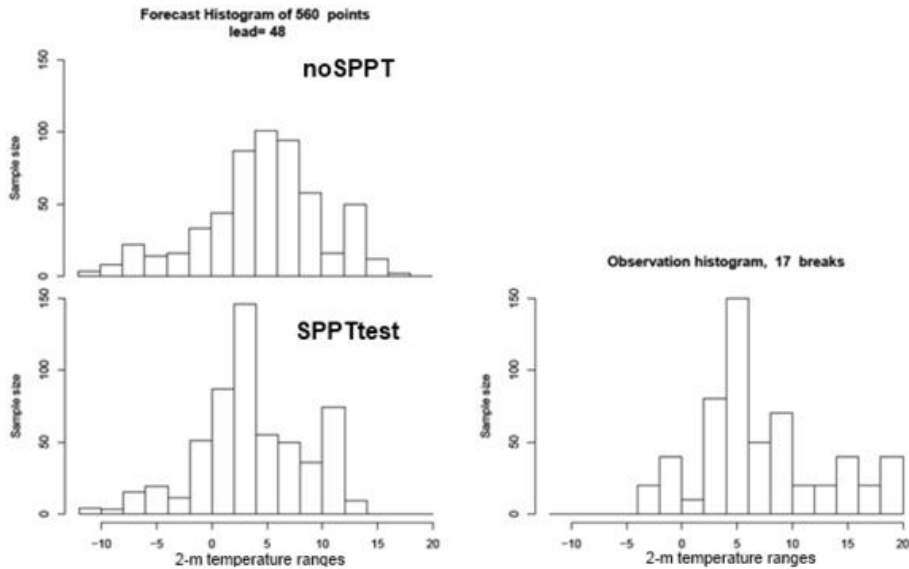 Forecast Histogram of 560 points
lead= 48
noSPPT
150
100
50
0
Sample size
SPPTtest
150
100
50
0
Sample size
−10 −5 0 5 10 15 20
2-m temperature ranges
Observation histogram, 17 breaks
150
100
50
0
Sample size
−10 −5 0 5 10 15 20
2-m temperature ranges